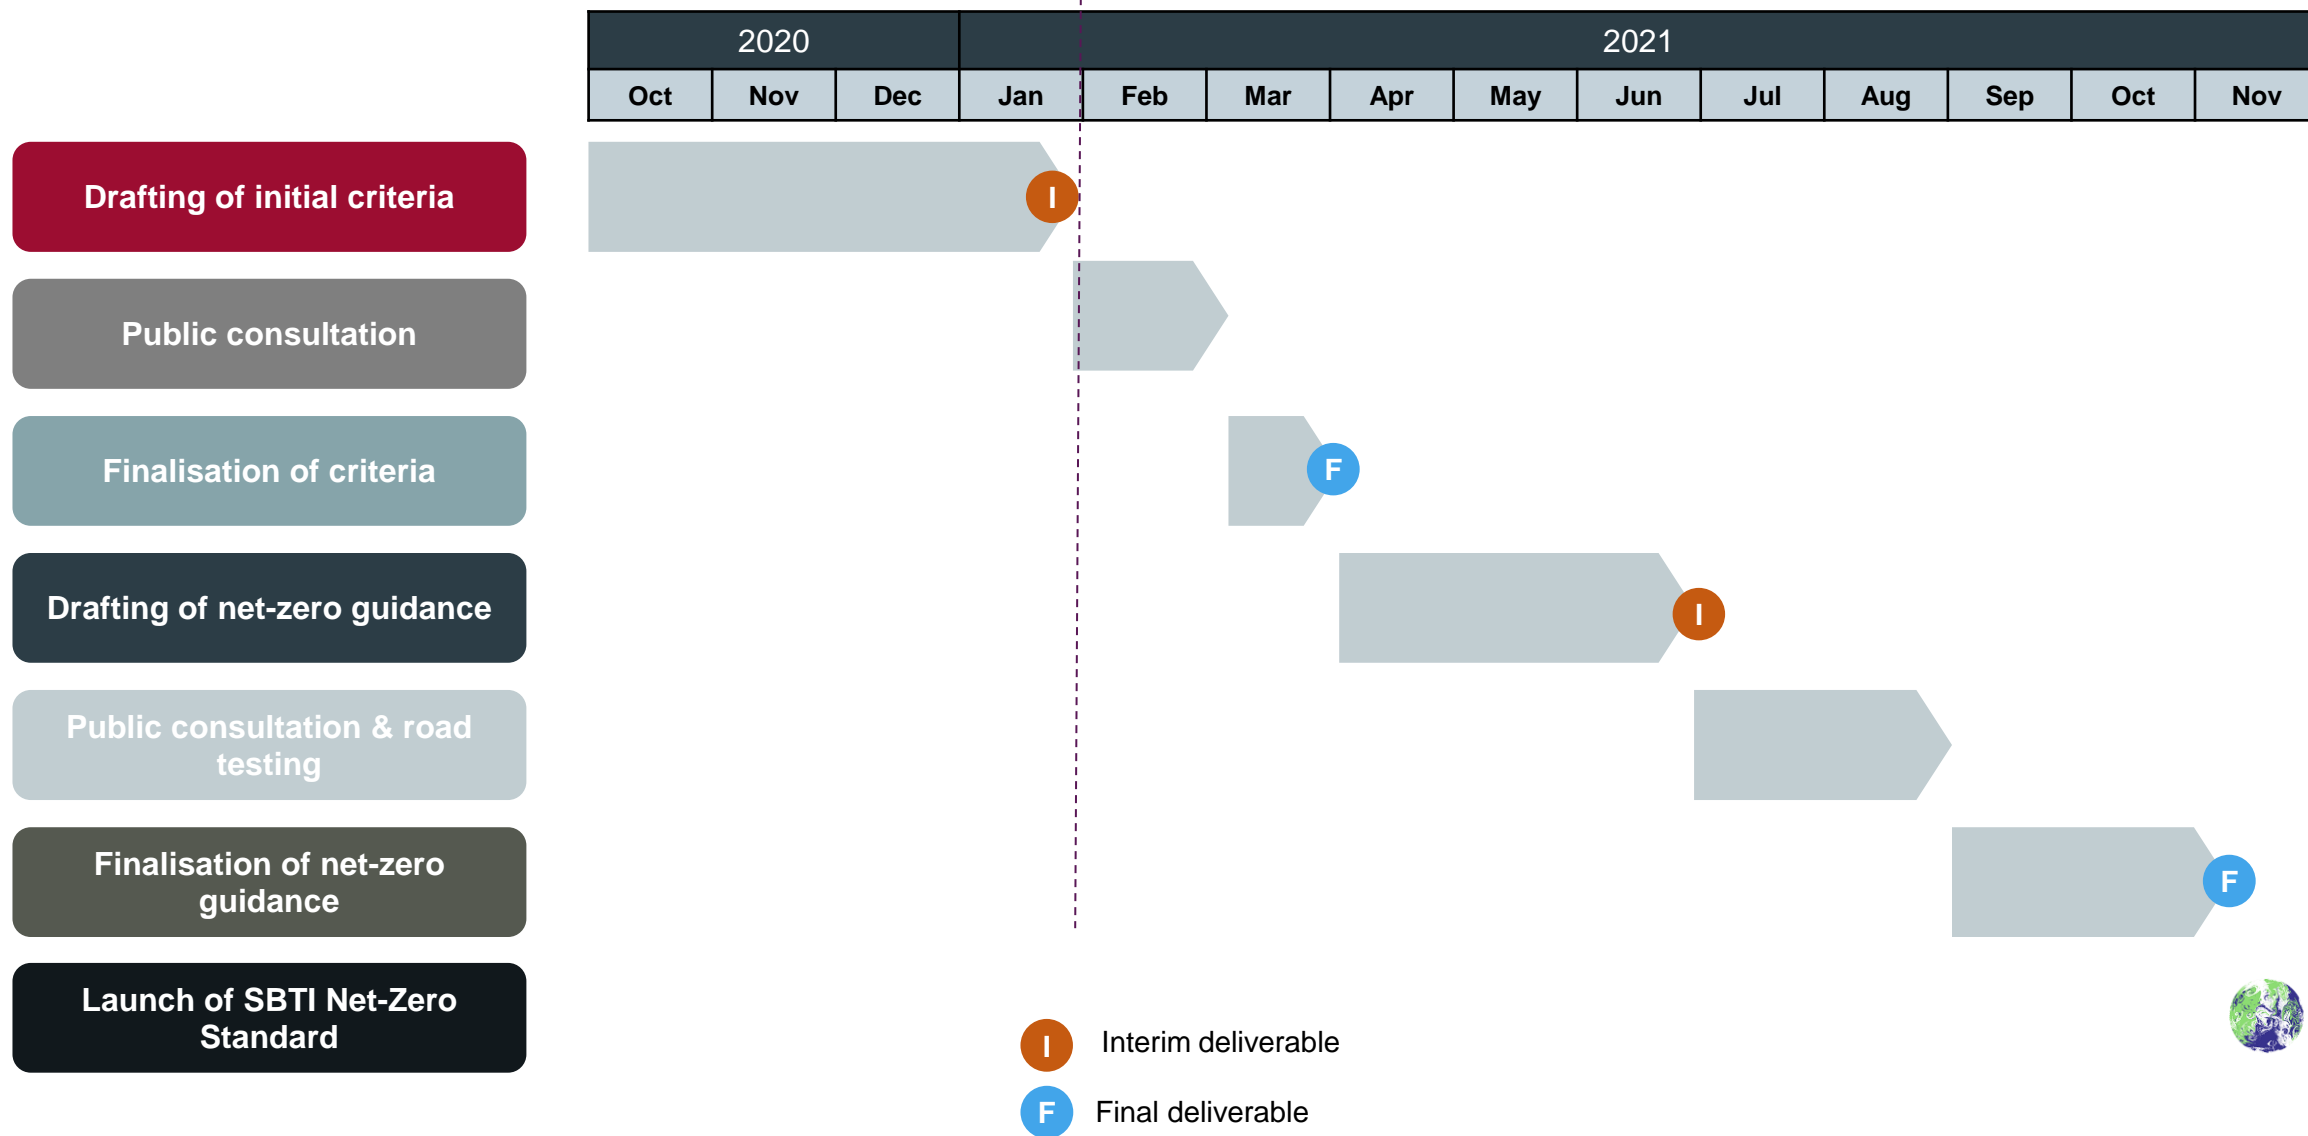 2020 2021
Oct Nov Dec Jan Feb Mar Apr May Jun Jul Aug Sep Oct Nov
Drafting of initial criteria
I
Public consultation
Finalisation of criteria
F
Drafting of net-zero guidance
I
Public consultation & road
testing
Finalisation of net-zero
guidance
F
Launch of SBTI Net-Zero
Standard
I Interim deliverable
F Final deliverable